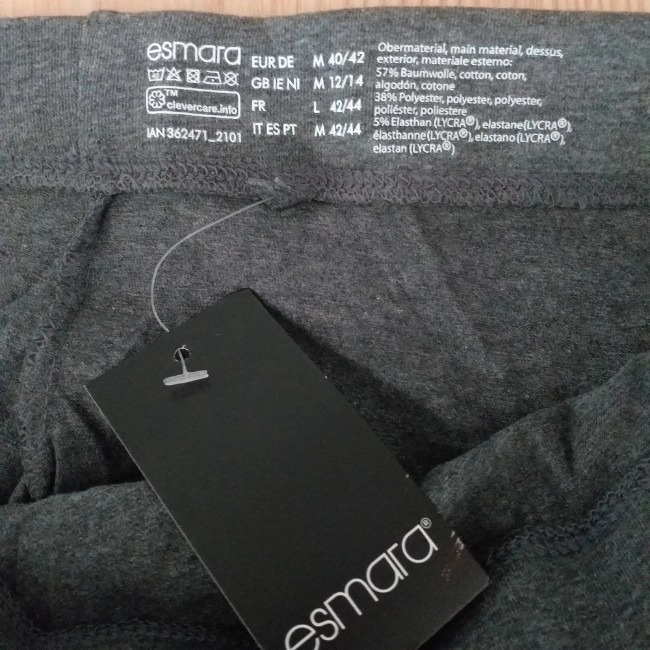 esmara
EUR DE M 40/42
GB IE NI M 12/14
FR L 42/44
IT ES PT M 42/44
TM
clevercare.info
IAN 362471_2101
Obermaterial, main material, dessus,
exterior, materiale esterno:
57% Baumwolle, cotton, coton,
algodón, cotone
38% Polyester, polyester, polyester,
poliéster, poliestere
5% Elasthan (LYCRA®), elastane(LYCRA®),
élasthanne(LYCRA®), elastano (LYCRA®),
elastan (LYCRA®)
esmara®